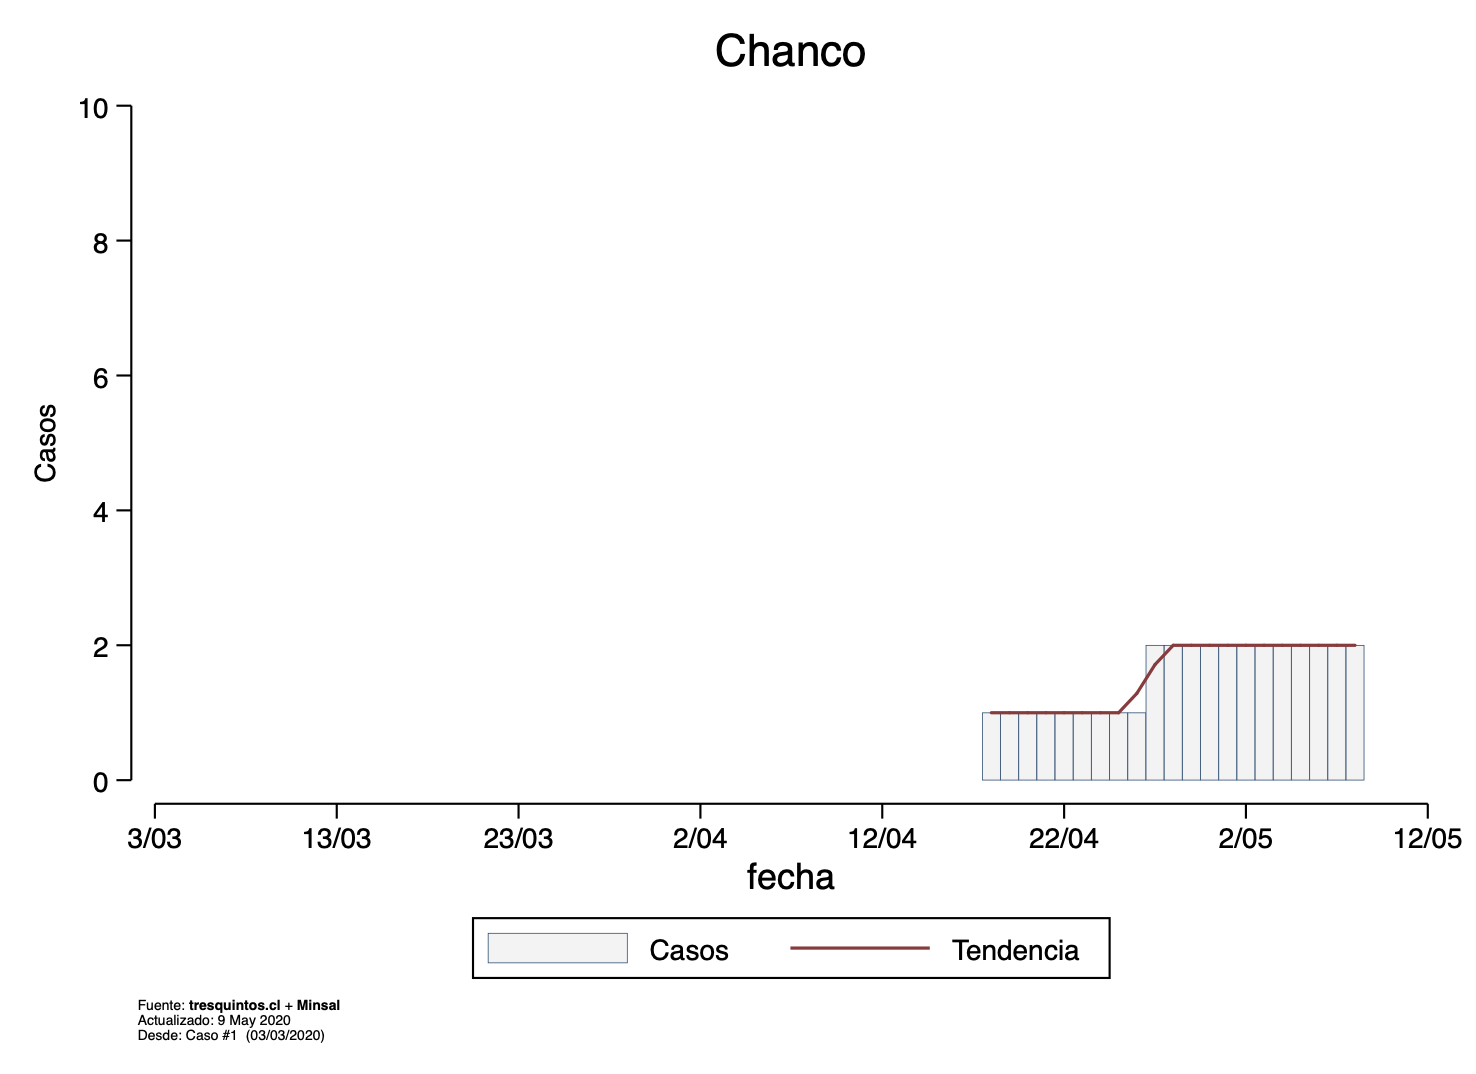 Chanco
10
8
6
4
2
0
Casos
3/03 13/03 23/03 2/04 12/04 22/04 2/05 12/05
fecha
Casos Tendencia
Fuente: tresquintos.cl + Minsal
Actualizado: 9 May 2020
Desde: Caso #1  (03/03/2020)